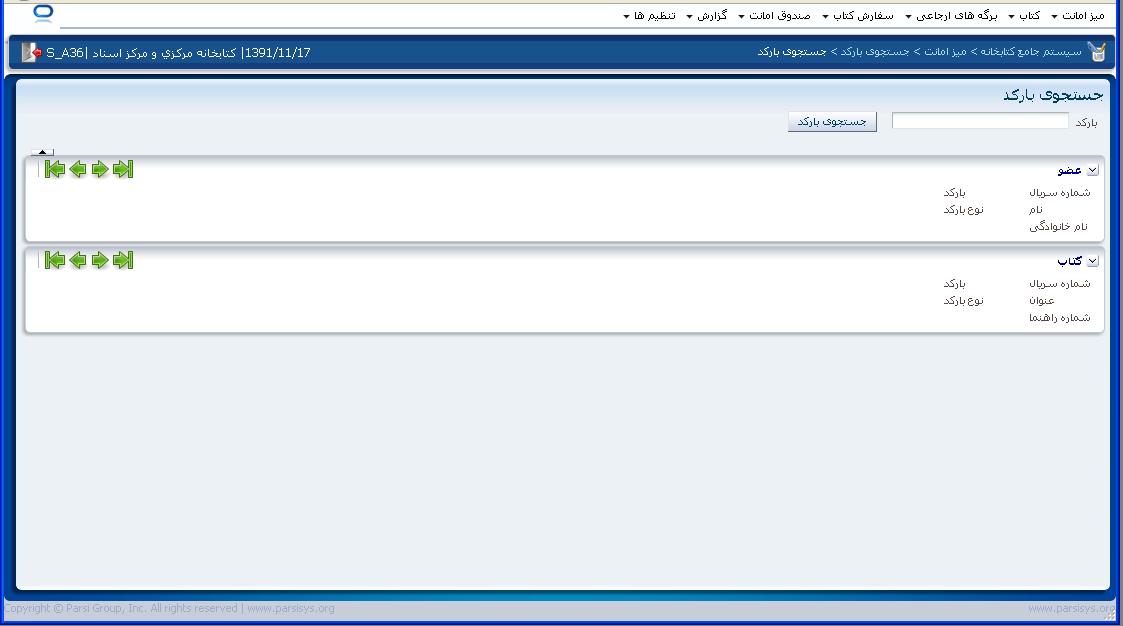 میز امانت کتاب برگه های ارجاعی سفارش کتاب صندوق امانت گزارش تنظیم ها
سیستم جامع کتابخانه > میز امانت > جستجوی بارکد > جستجوی بارکد
1391/11/17| کتابخانه مرکزي و مرکز اسناد |S_A36
جستجوی بارکد
بارکد جستجوی بارکد
عضو
شماره سریال بارکد
نام نوع بارکد
نام خانوادگی
کتاب
شماره سریال بارکد
عنوان نوع بارکد
شماره راهنما
Copyright © Parsi Group, Inc. All rights reserved | www.parsisys.org
www.parsisys.org